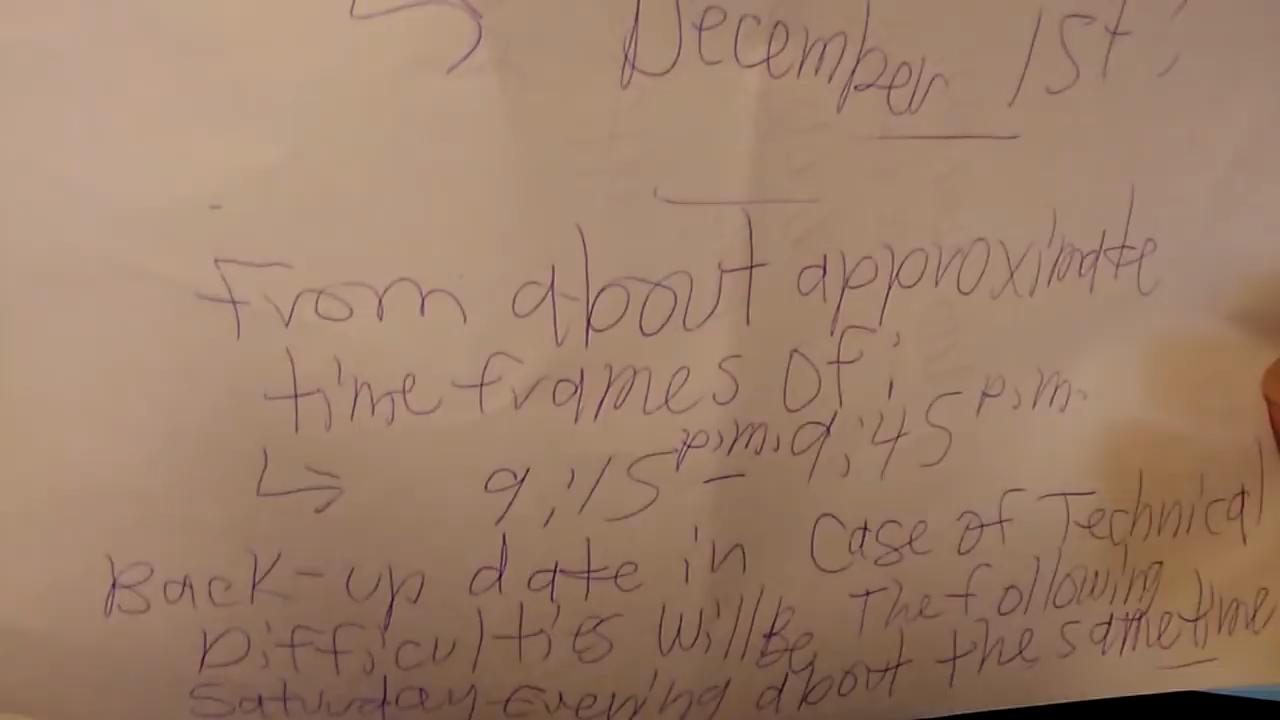 ↳ December 1st;
From about approximate
time frames of;
↳ 9;15 p.m. - 9;45 p.m.
Back-up date in Case of Technical
Difficulties Will Be The following
Saturday Evening about the same time